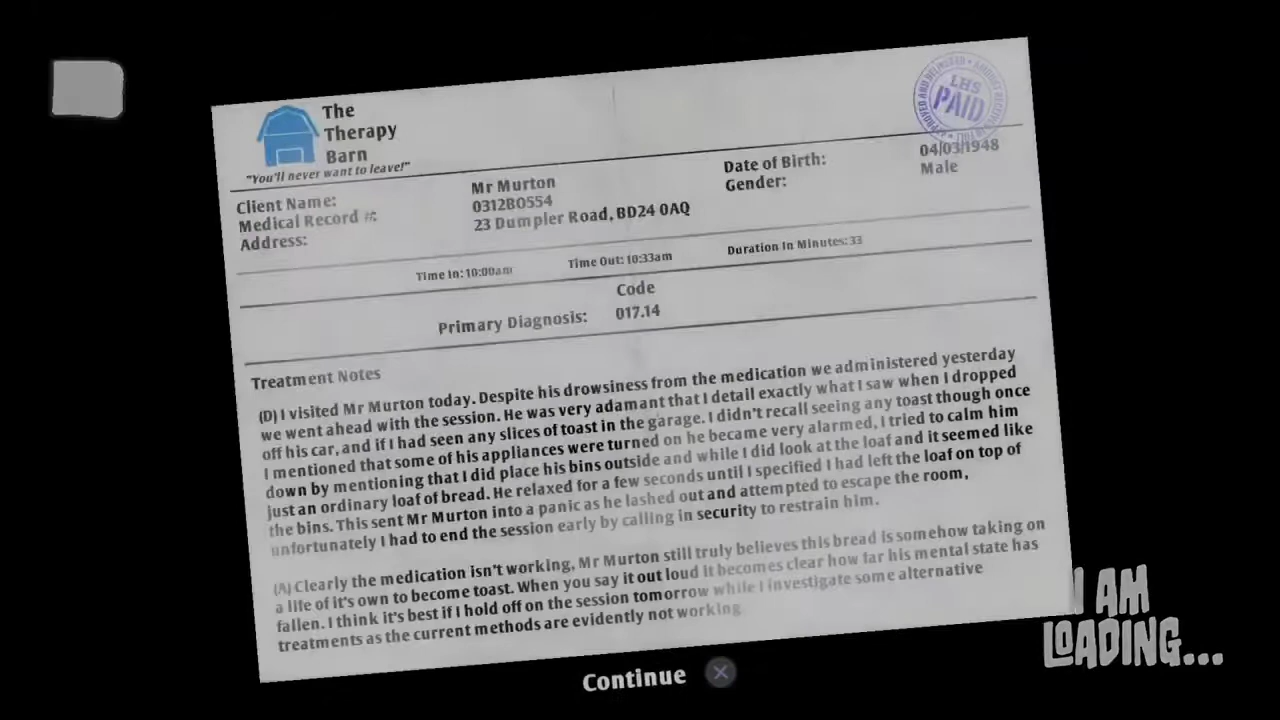 The
Therapy
Barn
"You'll never want to leave!"
LHS
PAID
Client Name: Mr Murton Date of Birth: 04/03/1948
Medical Record #: 0312BO554 Gender: Male
Address: 23 Dumpler Road, BD24 0AQ
Time In: 10:00am Time Out: 10:33am Duration In Minutes: 33
Code
Primary Diagnosis: 017.14
Treatment Notes
(D) I visited Mr Murton today. Despite his drowsiness from the medication we administered yesterday
we went ahead with the session. He was very adamant that I detail exactly what I saw when I dropped
off his car, and if I had seen any slices of toast in the garage. I didn't recall seeing any toast though once
I mentioned that some of his appliances were turned on he became very alarmed, I tried to calm him
down by mentioning that I did place his bins outside and while I did look at the loaf and it seemed like
just an ordinary loaf of bread. He relaxed for a few seconds until I specified I had left the loaf on top of
the bins. This sent Mr Murton into a panic as he lashed out and attempted to escape the room,
unfortunately I had to end the session early by calling in security to restrain him.
(A) Clearly the medication isn't working, Mr Murton still truly believes this bread is somehow taking on
a life of it's own to become toast. When you say it out loud it becomes clear how far his mental state has
fallen. I think it's best if I hold off on the session tomorrow while I investigate some alternative
treatments as the current methods are evidently not working
I AM
LOADING...
Continue